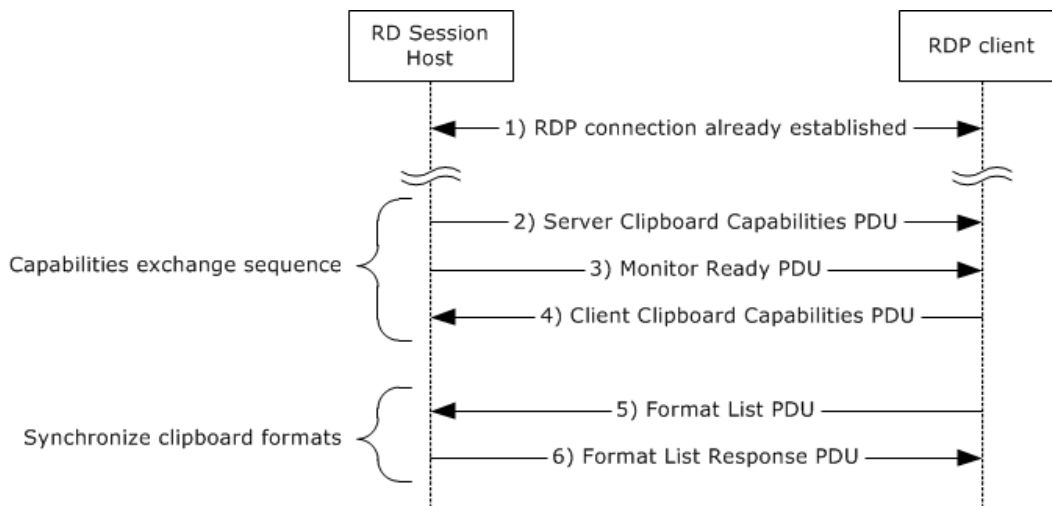 RD Session
Host
RDP client
1) RDP connection already established
2) Server Clipboard Capabilities PDU
Capabilities exchange sequence
3) Monitor Ready PDU
4) Client Clipboard Capabilities PDU
5) Format List PDU
Synchronize clipboard formats
6) Format List Response PDU